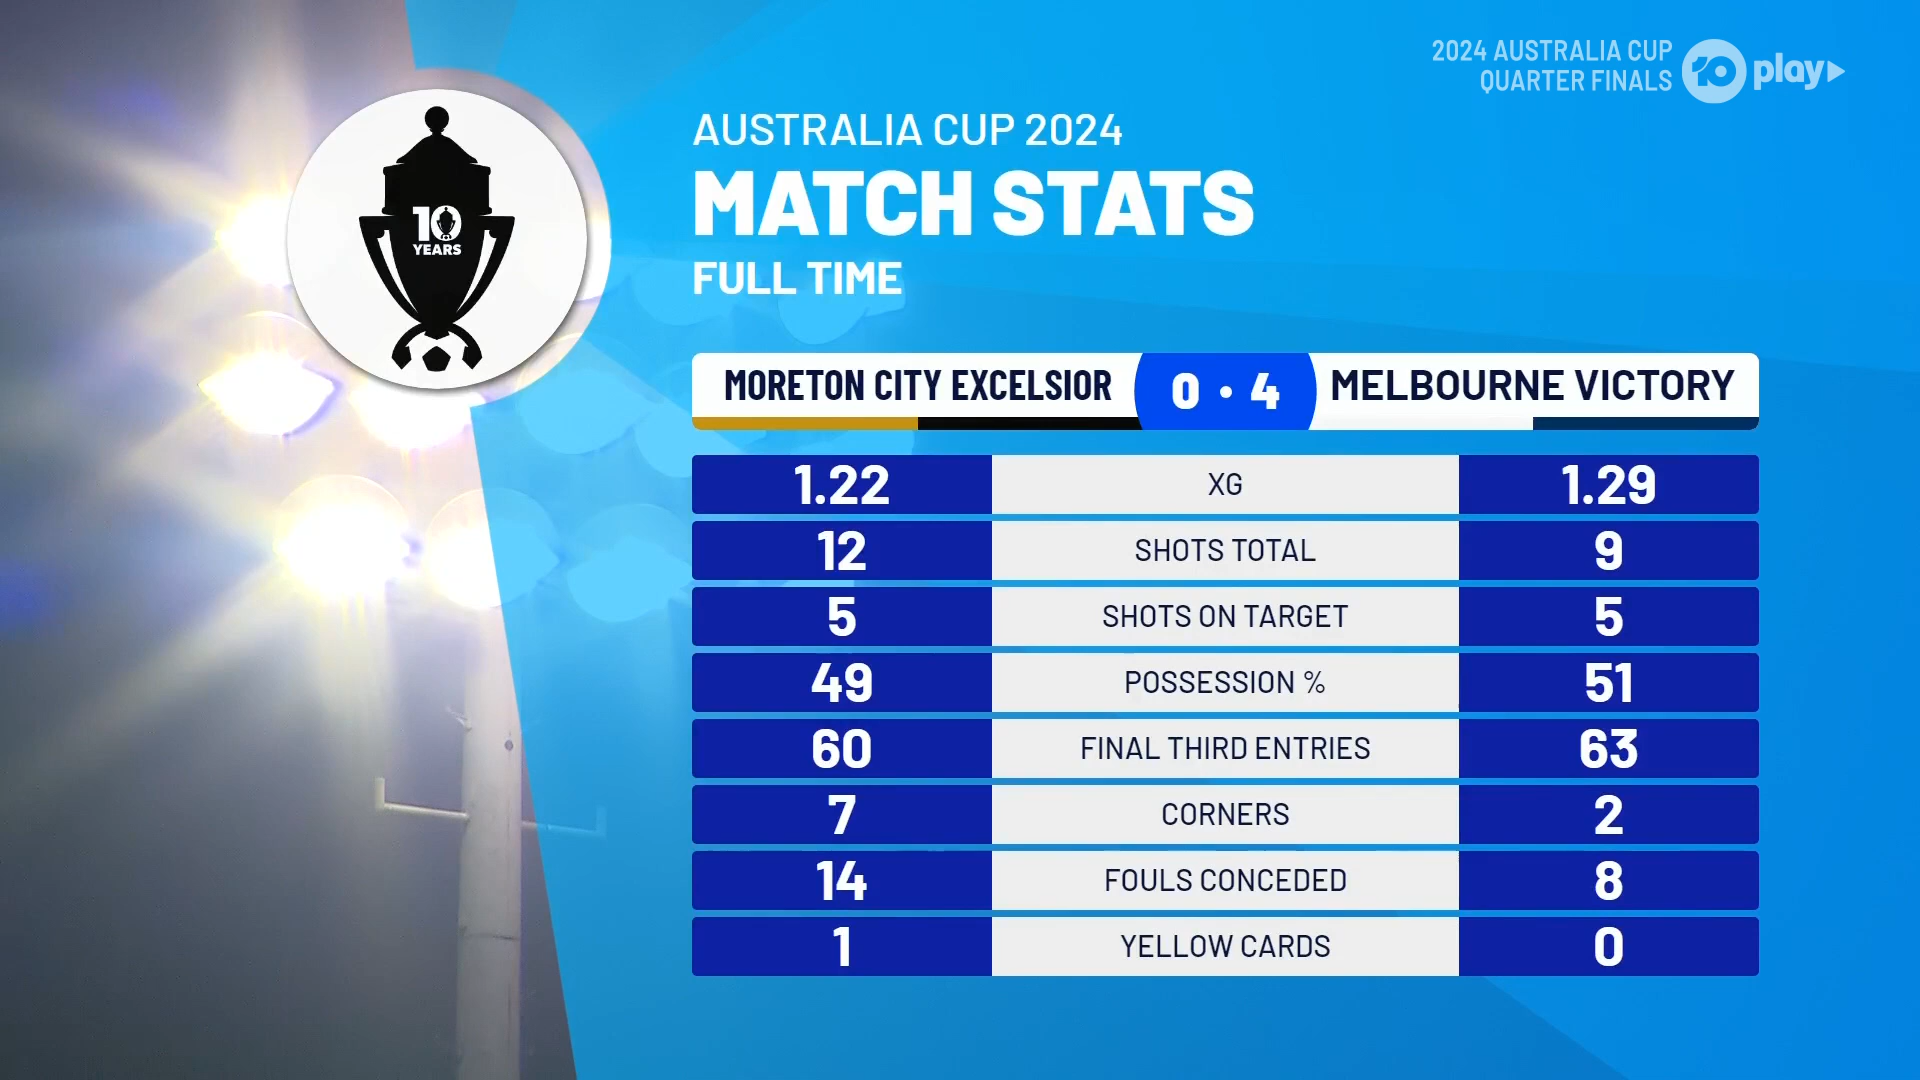 2024 AUSTRALIA CUP
QUARTER FINALS
10 play
10
YEARS
AUSTRALIA CUP 2024
MATCH STATS
FULL TIME
MORETON CITY EXCELSIOR 0 • 4 MELBOURNE VICTORY
1.22 XG 1.29
12 SHOTS TOTAL 9
5 SHOTS ON TARGET 5
49 POSSESSION % 51
60 FINAL THIRD ENTRIES 63
7 CORNERS 2
14 FOULS CONCEDED 8
1 YELLOW CARDS 0